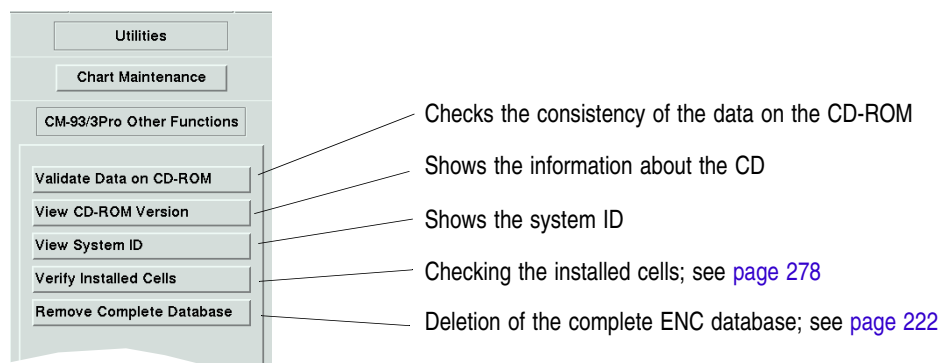 Utilities
Chart Maintenance
CM-93/3Pro Other Functions
Validate Data on CD-ROM
View CD-ROM Version
View System ID
Verify Installed Cells
Remove Complete Database
Checks the consistency of the data on the CD-ROM
Shows the information about the CD
Shows the system ID
Checking the installed cells; see page 278
Deletion of the complete ENC database; see page 222